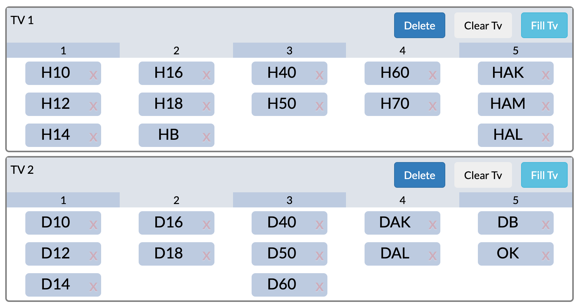 TV 1 Delete Clear Tv Fill Tv
1 2 3 4 5
H10 x H16 x H40 x H60 x HAK x
H12 x H18 x H50 x H70 x HAM x
H14 x HB x HAL x
TV 2 Delete Clear Tv Fill Tv
1 2 3 4 5
D10 x D16 x D40 x DAK x DB x
D12 x D18 x D50 x DAL x OK x
D14 x D60 x